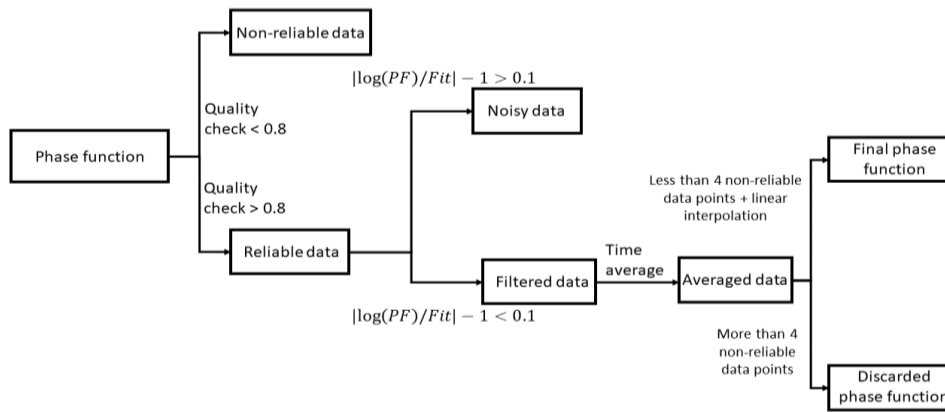 Non-reliable data
|log(PF)/Fit| − 1 > 0.1
Quality
check < 0.8
Noisy data
Phase function
Final phase
function
Quality
check > 0.8
Less than 4 non-reliable
data points + linear
interpolation
Reliable data
Time
average
Filtered data
Averaged data
|log(PF)/Fit| − 1 < 0.1
More than 4
non-reliable
data points
Discarded
phase function